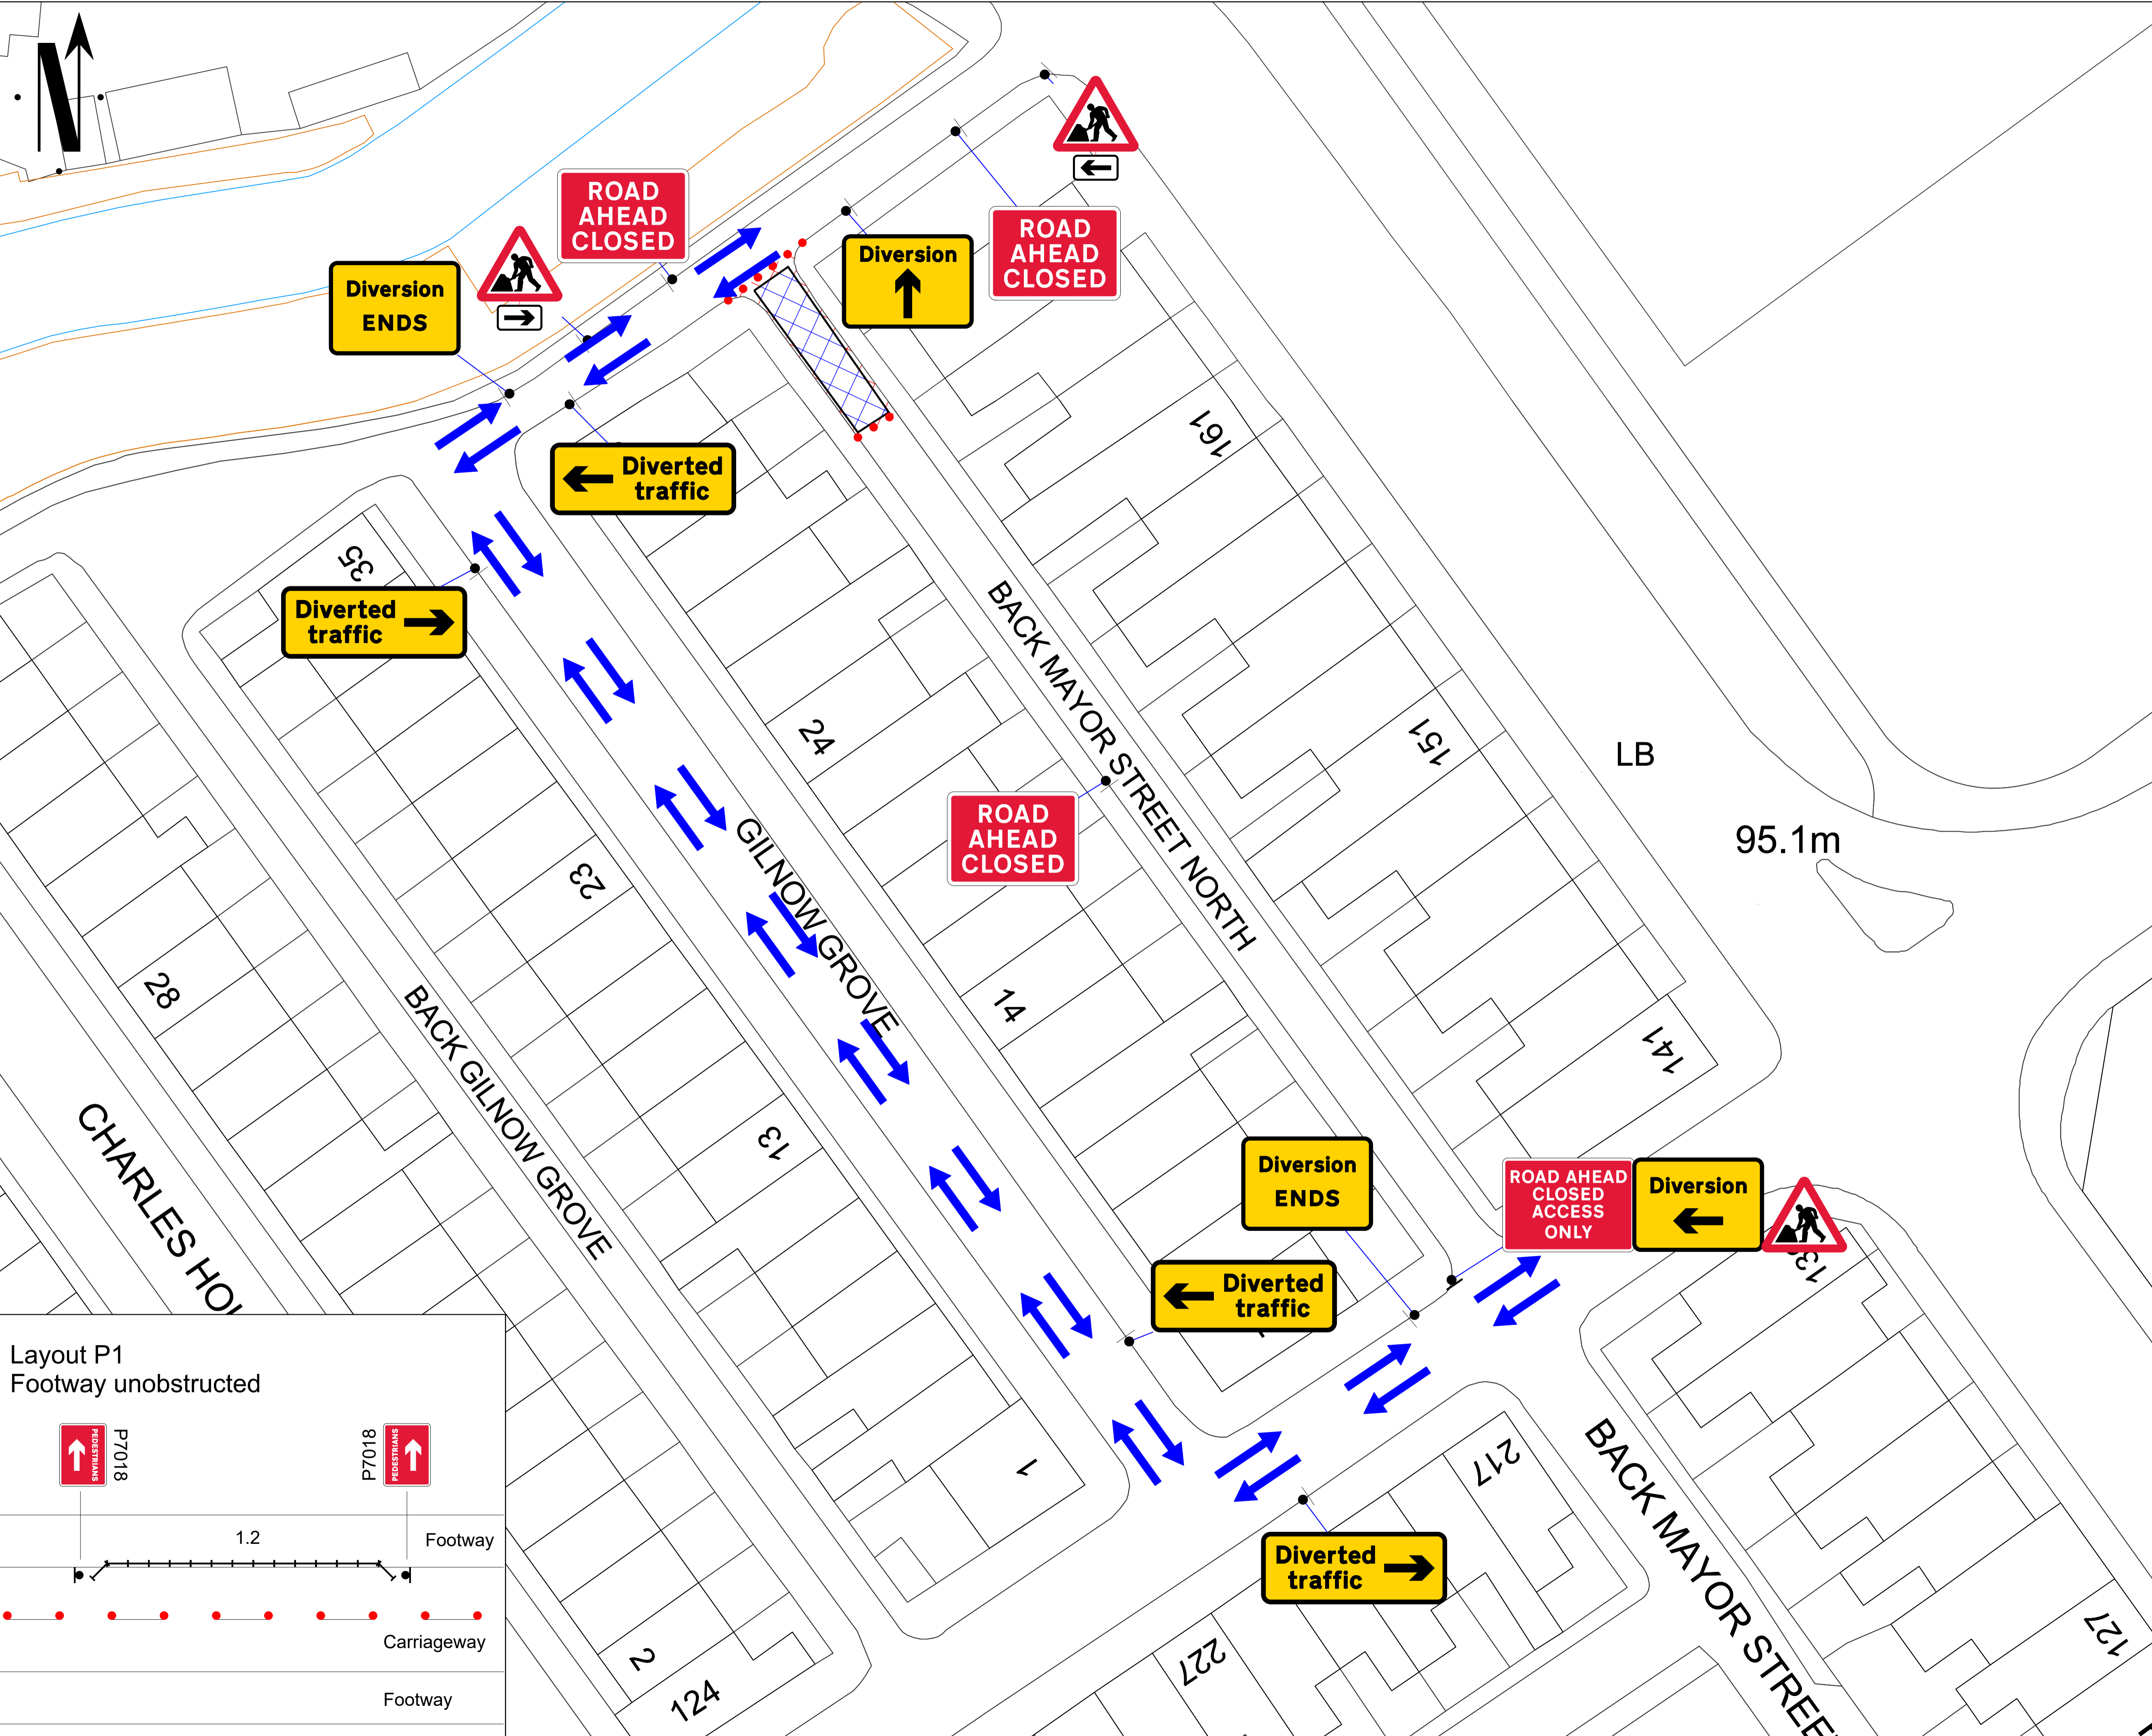 N
ROAD
AHEAD
CLOSED
Diversion
ENDS
Diversion
ROAD
AHEAD
CLOSED
Diverted
traffic
Diverted
traffic
35
161
24
BACK MAYOR STREET NORTH
151
LB
95.1m
ROAD
AHEAD
CLOSED
GILNOW GROVE
23
28
14
141
BACK GILNOW GROVE
13
CHARLES HOL
Diversion
ENDS
ROAD AHEAD
CLOSED
ACCESS
ONLY
Diversion
Diverted
traffic
1
217
BACK MAYOR STREE
Diverted
traffic
127
227
2
124
Layout P1
Footway unobstructed
PEDESTRIANS
P7018
P7018
PEDESTRIANS
1.2
Footway
Carriageway
Footway